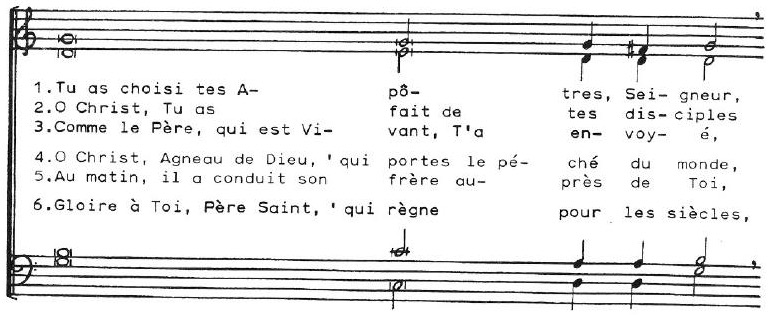 1.Tu as choisi tes A- pô- tres, Sei- gneur,
2.O Christ, Tu as fait de tes dis- ciples
3.Comme le Père, qui est Vi- vant, T'a en- voy- é,
4.O Christ, Agneau de Dieu, ' qui portes le pé- ché du monde,
5.Au matin, il a conduit son frère au- près de Toi,
6.Gloire à Toi, Père Saint, ' qui règne pour les siècles,